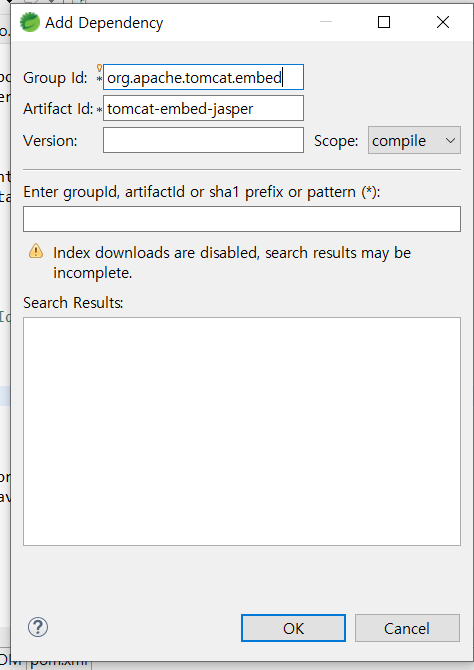 Add Dependency
Group Id: * org.apache.tomcat.embed
Artifact Id: * tomcat-embed-jasper
Version: Scope: compile
Enter groupId, artifactId or sha1 prefix or pattern (*):
Index downloads are disabled, search results may be
incomplete.
Search Results:
OK Cancel
pom.xml